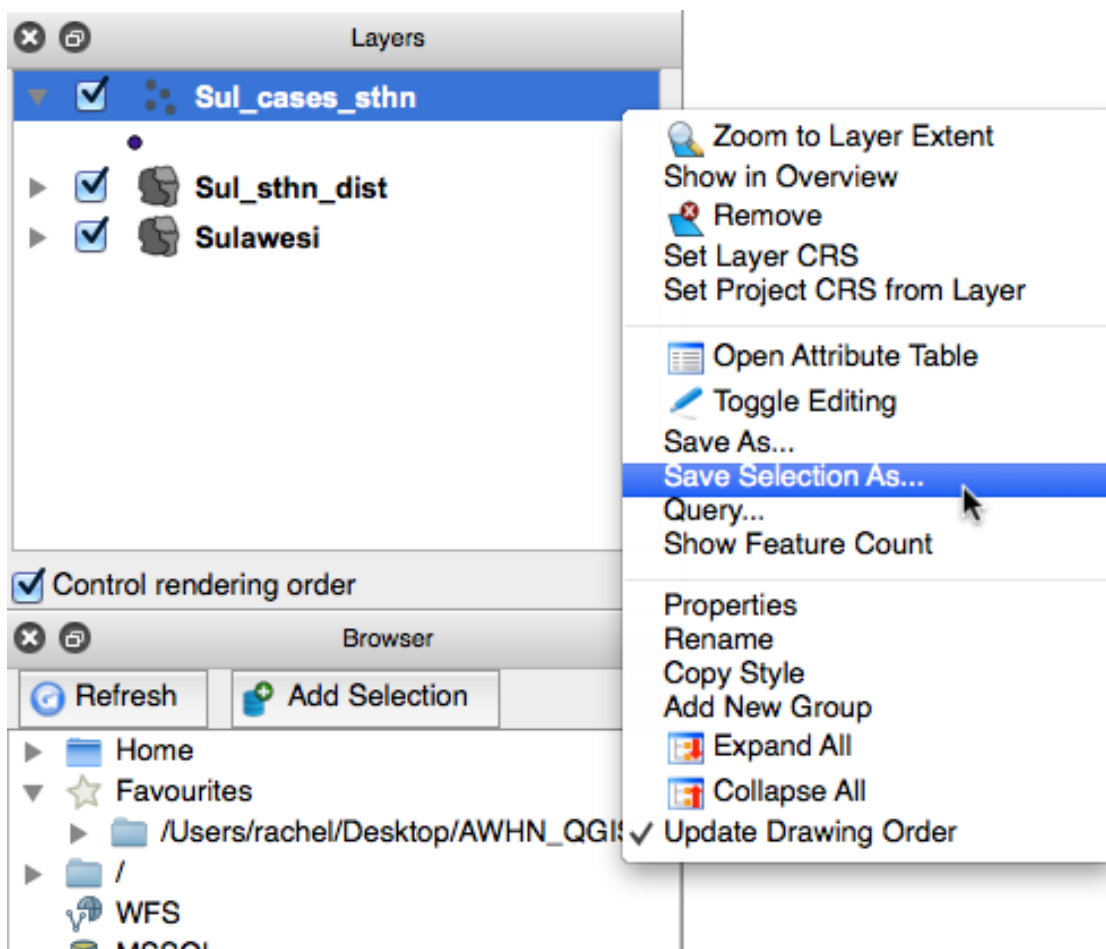 Layers
Sul_cases_sthn
Sul_sthn_dist
Sulawesi
Control rendering order
Browser
Refresh
Add Selection
Home
Favourites
/Users/rachel/Desktop/AWHN_QGIS
/
WFS
MSSQL
Zoom to Layer Extent
Show in Overview
Remove
Set Layer CRS
Set Project CRS from Layer
Open Attribute Table
Toggle Editing
Save As...
Save Selection As...
Query...
Show Feature Count
Properties
Rename
Copy Style
Add New Group
Expand All
Collapse All
Update Drawing Order